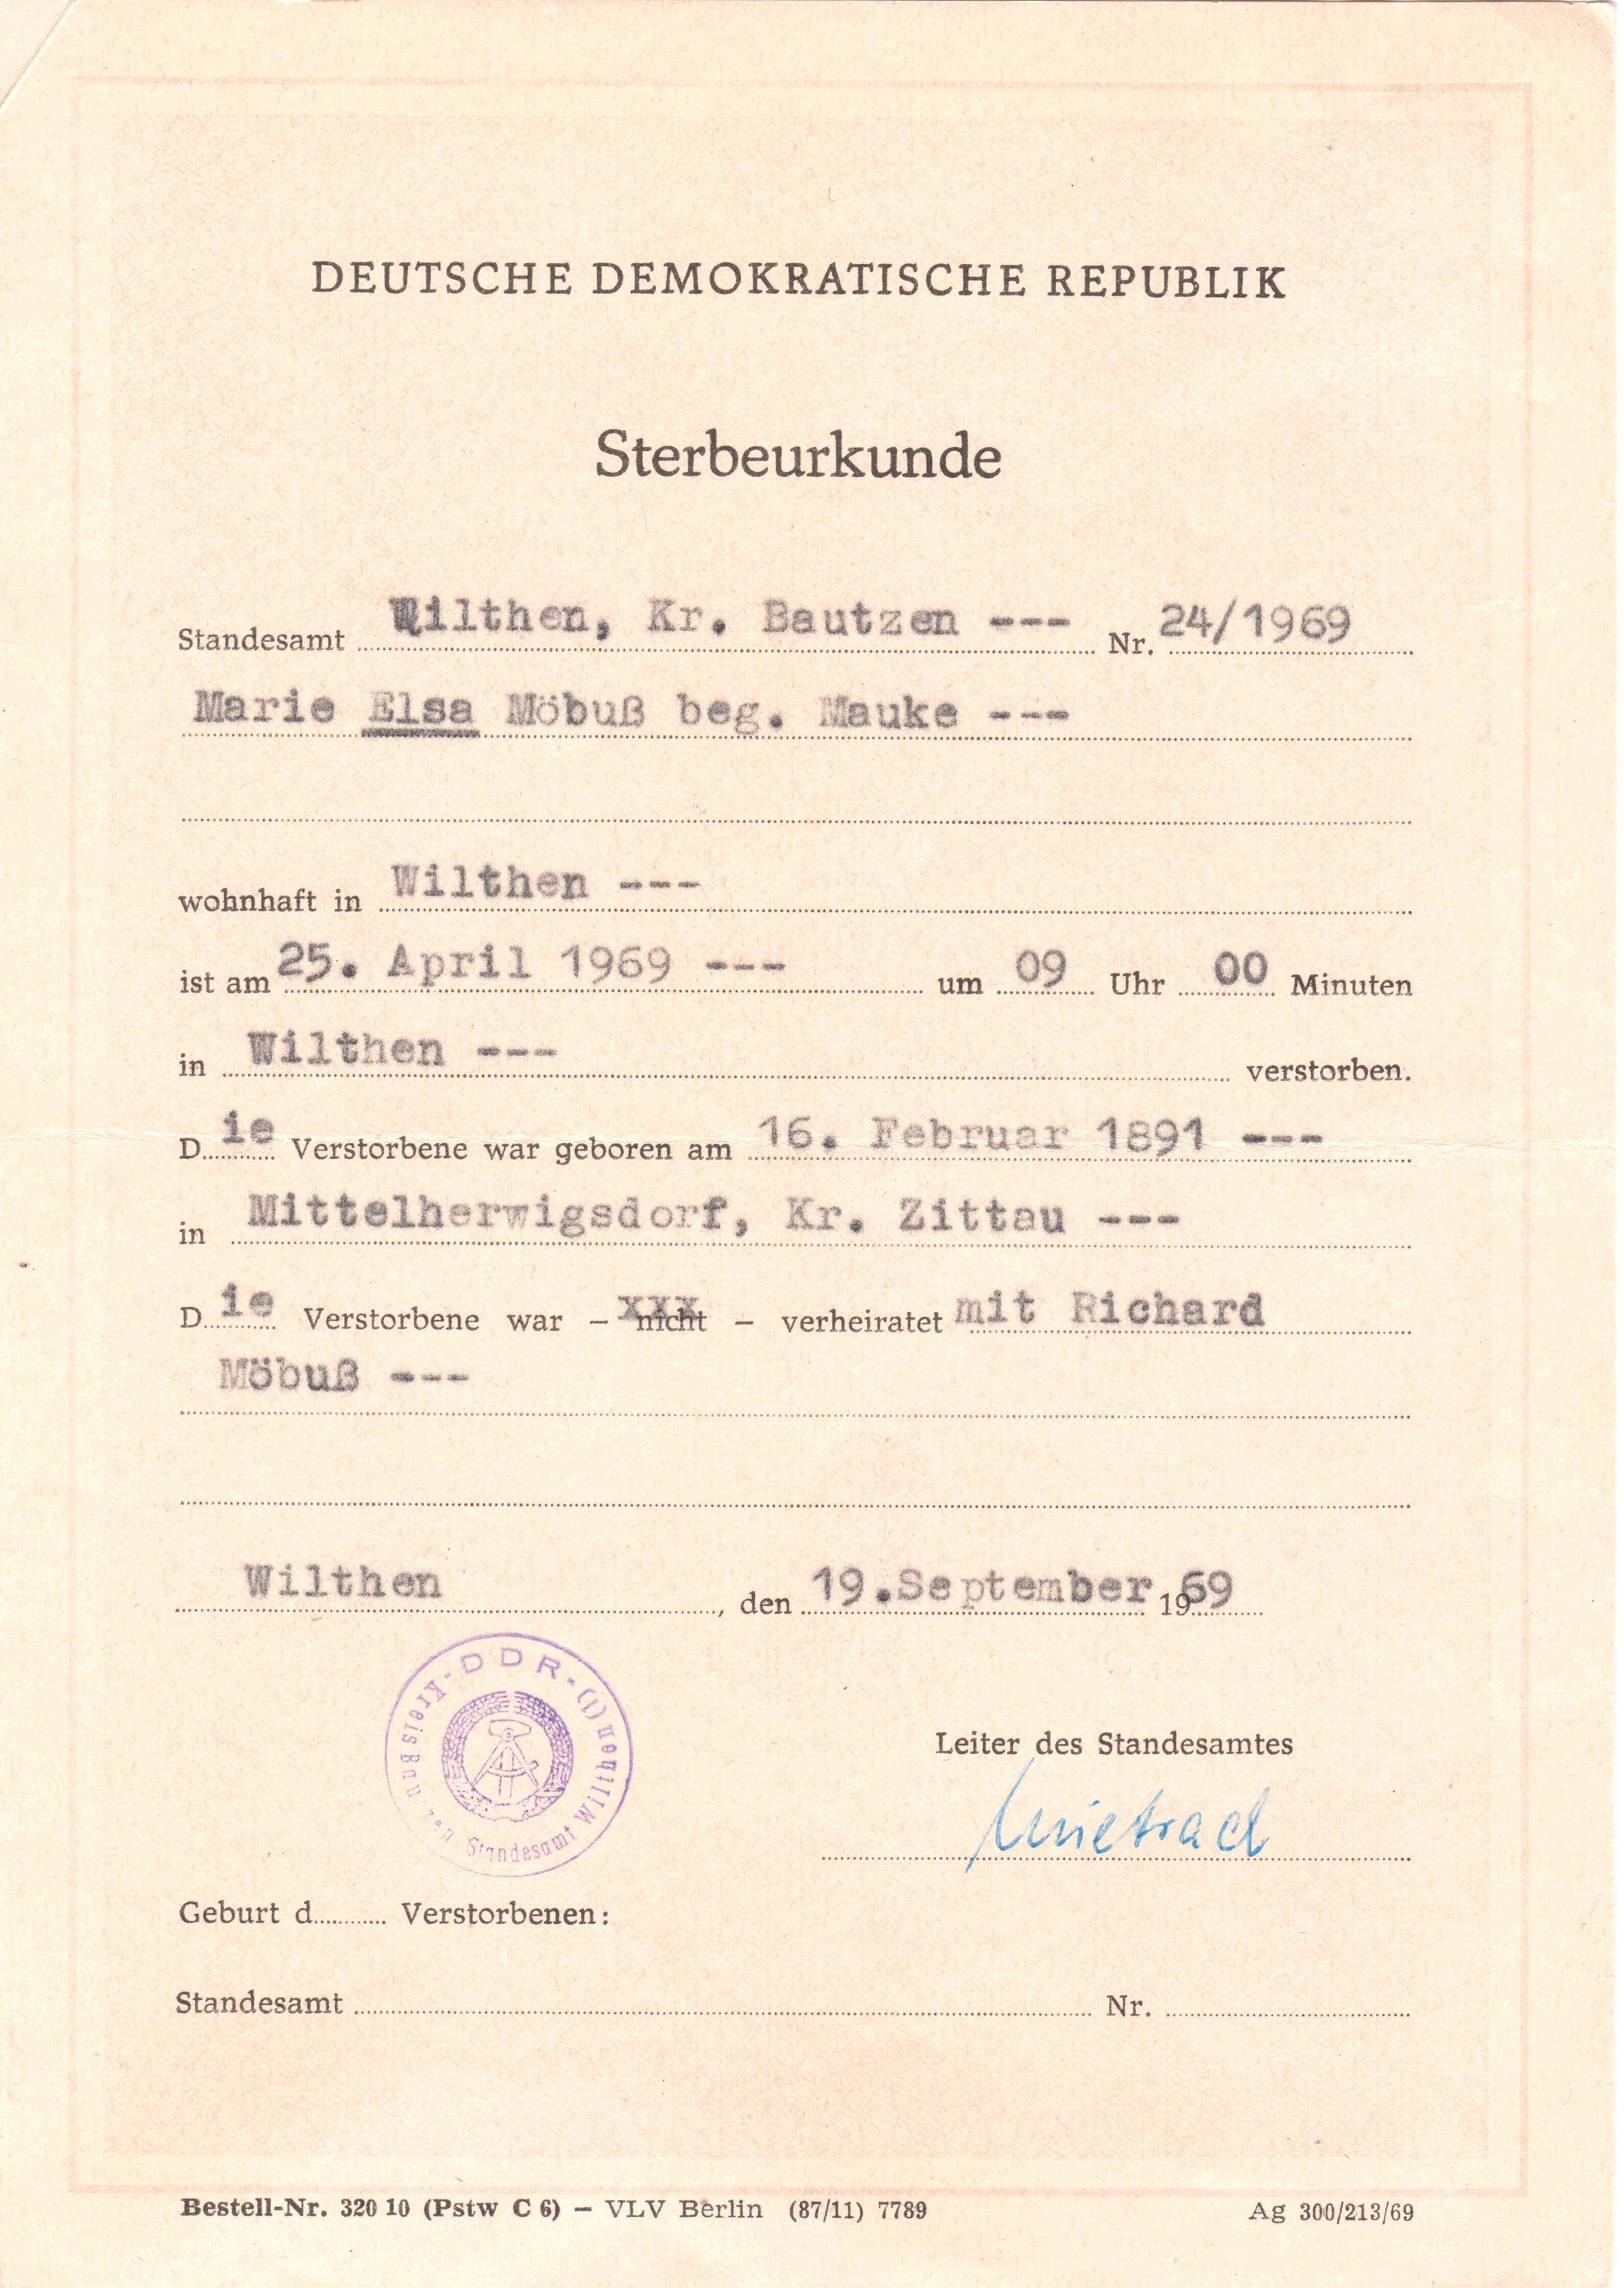 DEUTSCHE DEMOKRATISCHE REPUBLIK
Sterbeurkunde
Standesamt Wilthen, Kr. Bautzen --- Nr. 24/1969
Marie Elsa Möbuß beg. Mauke ---
wohnhaft in Wilthen ---
ist am 25. April 1969 --- um 09 Uhr 00 Minuten
in Wilthen --- verstorben.
Die Verstorbene war geboren am 16. Februar 1891 ---
in Mittelherwigsdorf, Kr. Zittau ---
Die Verstorbene war – nicht – verheiratet mit Richard
Möbuß ---
Wilthen, den 19.September 1969
-DDR-(1)
Kreis Bautzen Standesamt Wilthen
Leiter des Standesamtes
Geburt d.......... Verstorbenen:
Standesamt .......... Nr. ..........
Bestell-Nr. 320 10 (Pstw C 6) — VLV Berlin (87/11) 7789
Ag 300/213/69